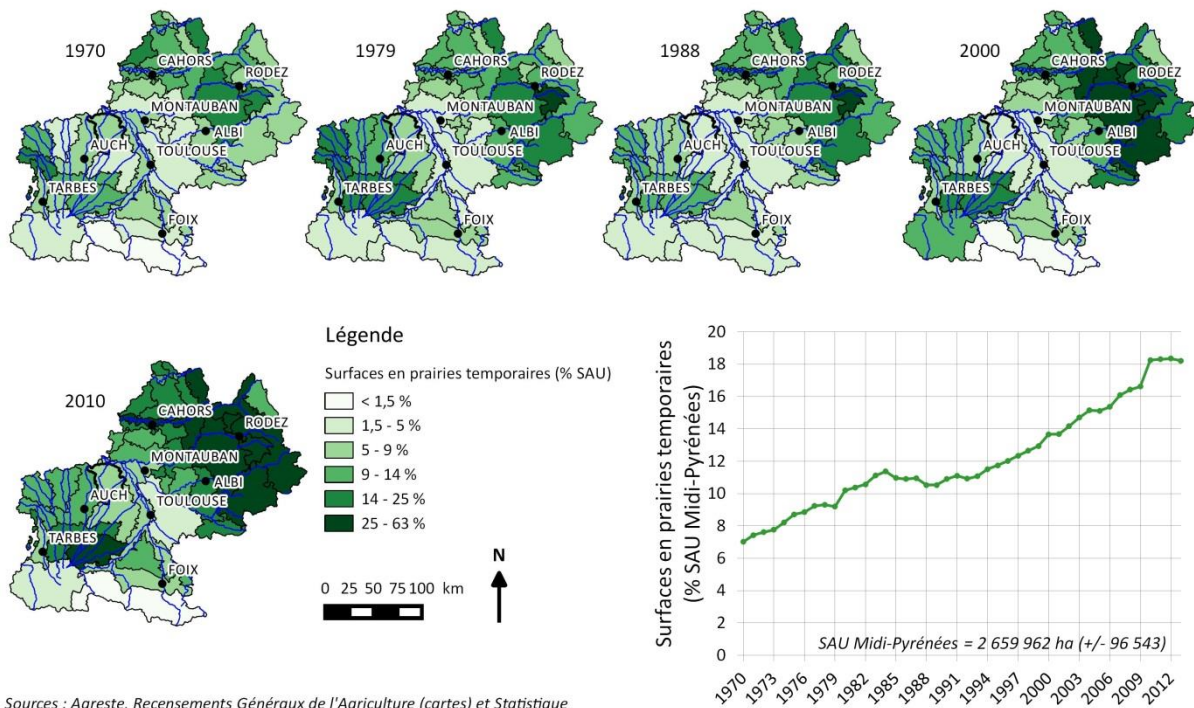 1970
CAHORS
RODEZ
MONTAUBAN
ALBI
AUCH
TOULOUSE
TARBES
FOIX
1979
CAHORS
RODEZ
MONTAUBAN
ALBI
AUCH
TOULOUSE
TARBES
FOIX
1988
CAHORS
RODEZ
MONTAUBAN
ALBI
AUCH
TOULOUSE
TARBES
FOIX
2000
CAHORS
RODEZ
MONTAUBAN
ALBI
AUCH
TOULOUSE
TARBES
FOIX
2010
CAHORS
RODEZ
MONTAUBAN
ALBI
AUCH
TOULOUSE
TARBES
FOIX
Légende
Surfaces en prairies temporaires (% SAU)
< 1,5 %
1,5 - 5 %
5 - 9 %
9 - 14 %
14 - 25 %
25 - 63 %
0 25 50 75 100 km
N
Surfaces en prairies temporaires
(% SAU Midi-Pyrénées)
20
18
16
14
12
10
8
6
4
2
0
SAU Midi-Pyrénées = 2 659 962 ha (+/- 96 543)
1970 1973 1976 1979 1982 1985 1988 1991 1994 1997 2000 2003 2006 2009 2012
Sources : Agreste, Recensements Généraux de l'Agriculture (cartes) et Statistique